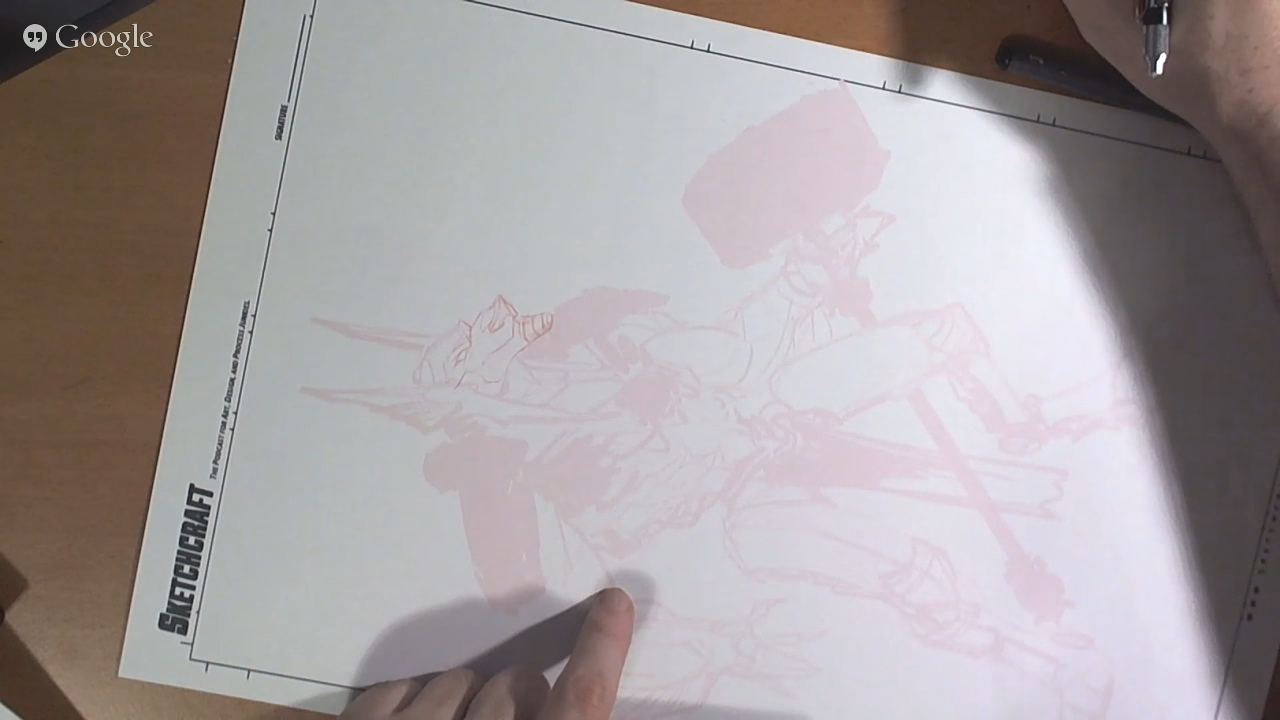 Google
SIGNATURE
THE PODCAST FOR ART, DESIGN, AND PROCESS JUNKIES
SKETCHCRAFT